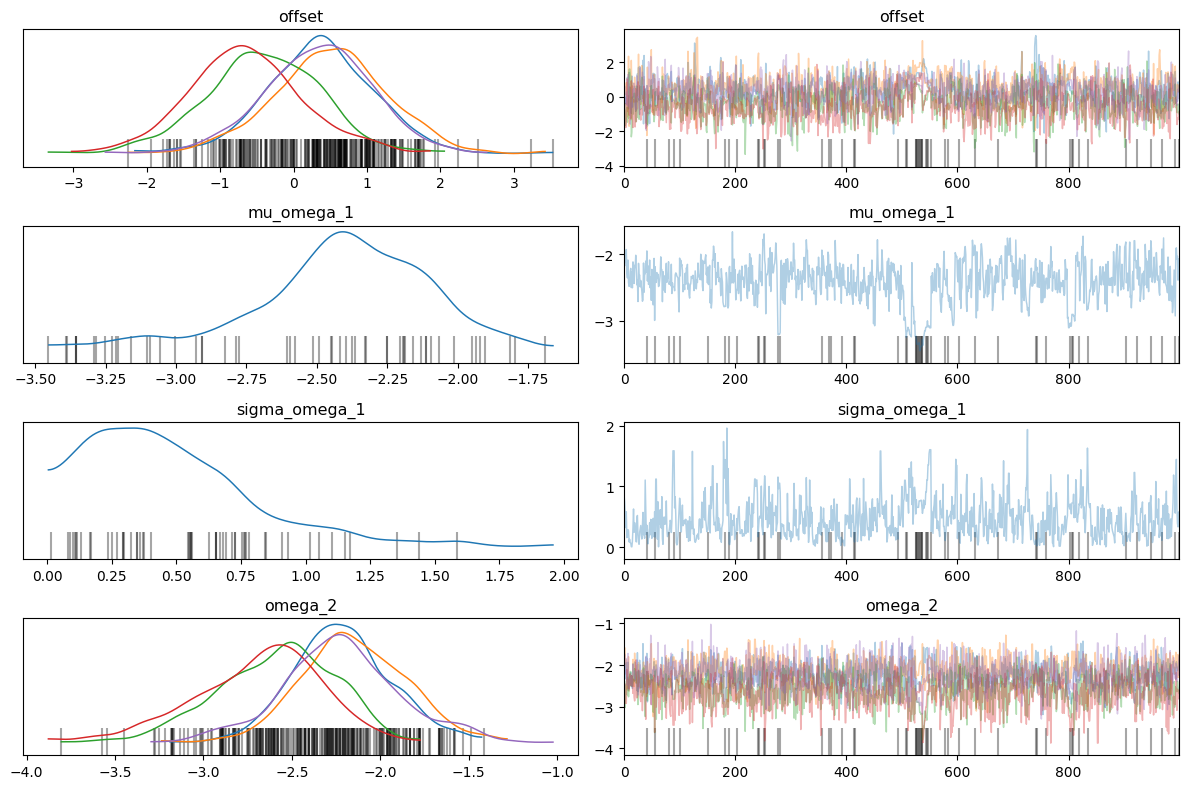 offset
offset
−3 −2 −1 0 1 2 3
2
0
−2
−4
0 200 400 600 800
mu_omega_1
mu_omega_1
−3.50 −3.25 −3.00 −2.75 −2.50 −2.25 −2.00 −1.75
−2
−3
0 200 400 600 800
sigma_omega_1
sigma_omega_1
0.00 0.25 0.50 0.75 1.00 1.25 1.50 1.75 2.00
2
1
0
0 200 400 600 800
omega_2
omega_2
−4.0 −3.5 −3.0 −2.5 −2.0 −1.5 −1.0
−1
−2
−3
−4
0 200 400 600 800